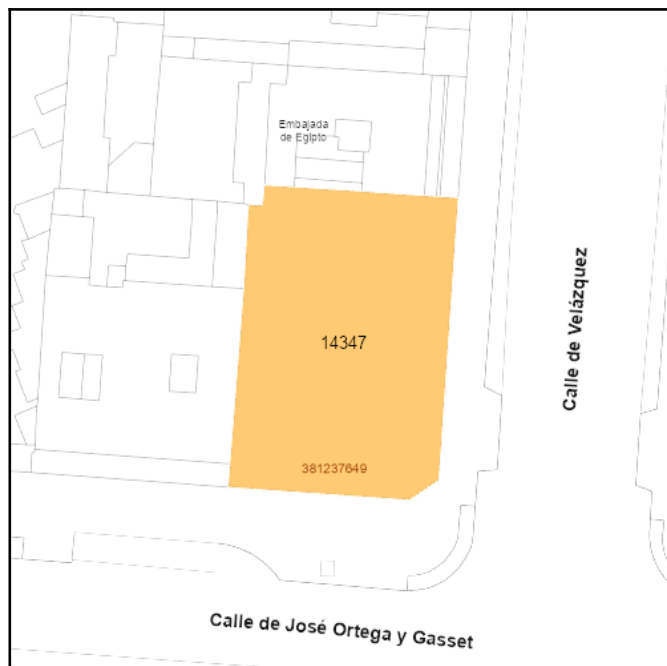 Embajada
de Egipto
Calle de Velázquez
14347
381237649
Calle de José Ortega y Gasset